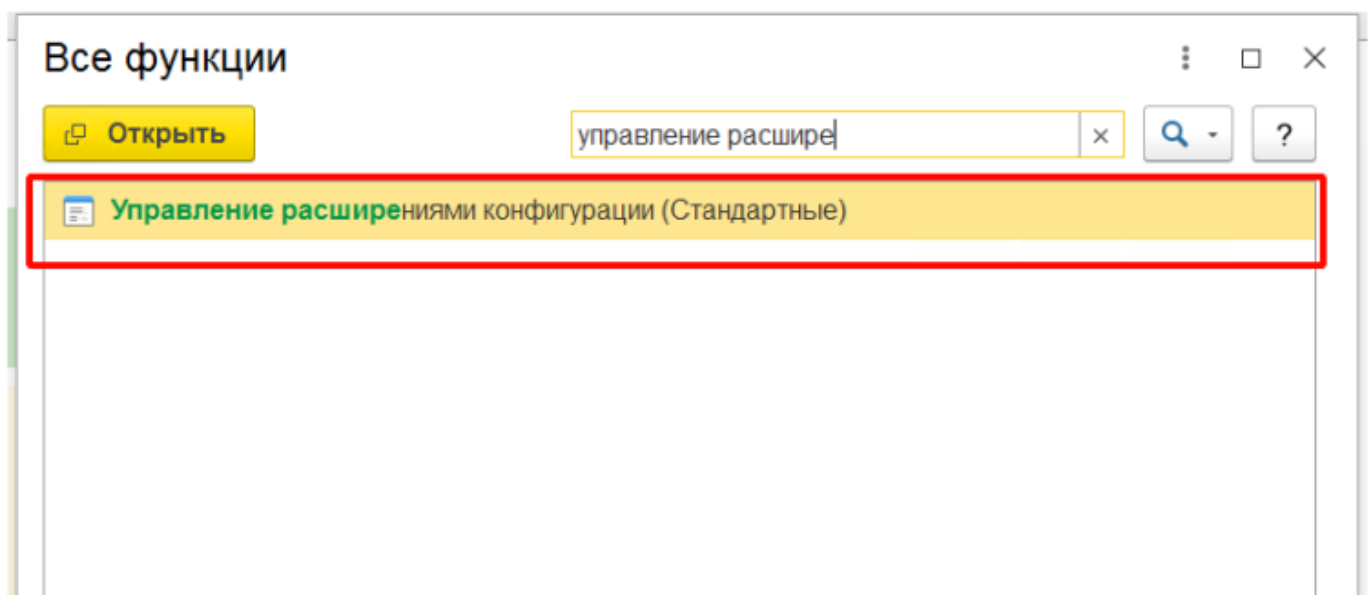 Все функции
Открыть
управление расшире
?
Управление расширениями конфигурации (Стандартные)